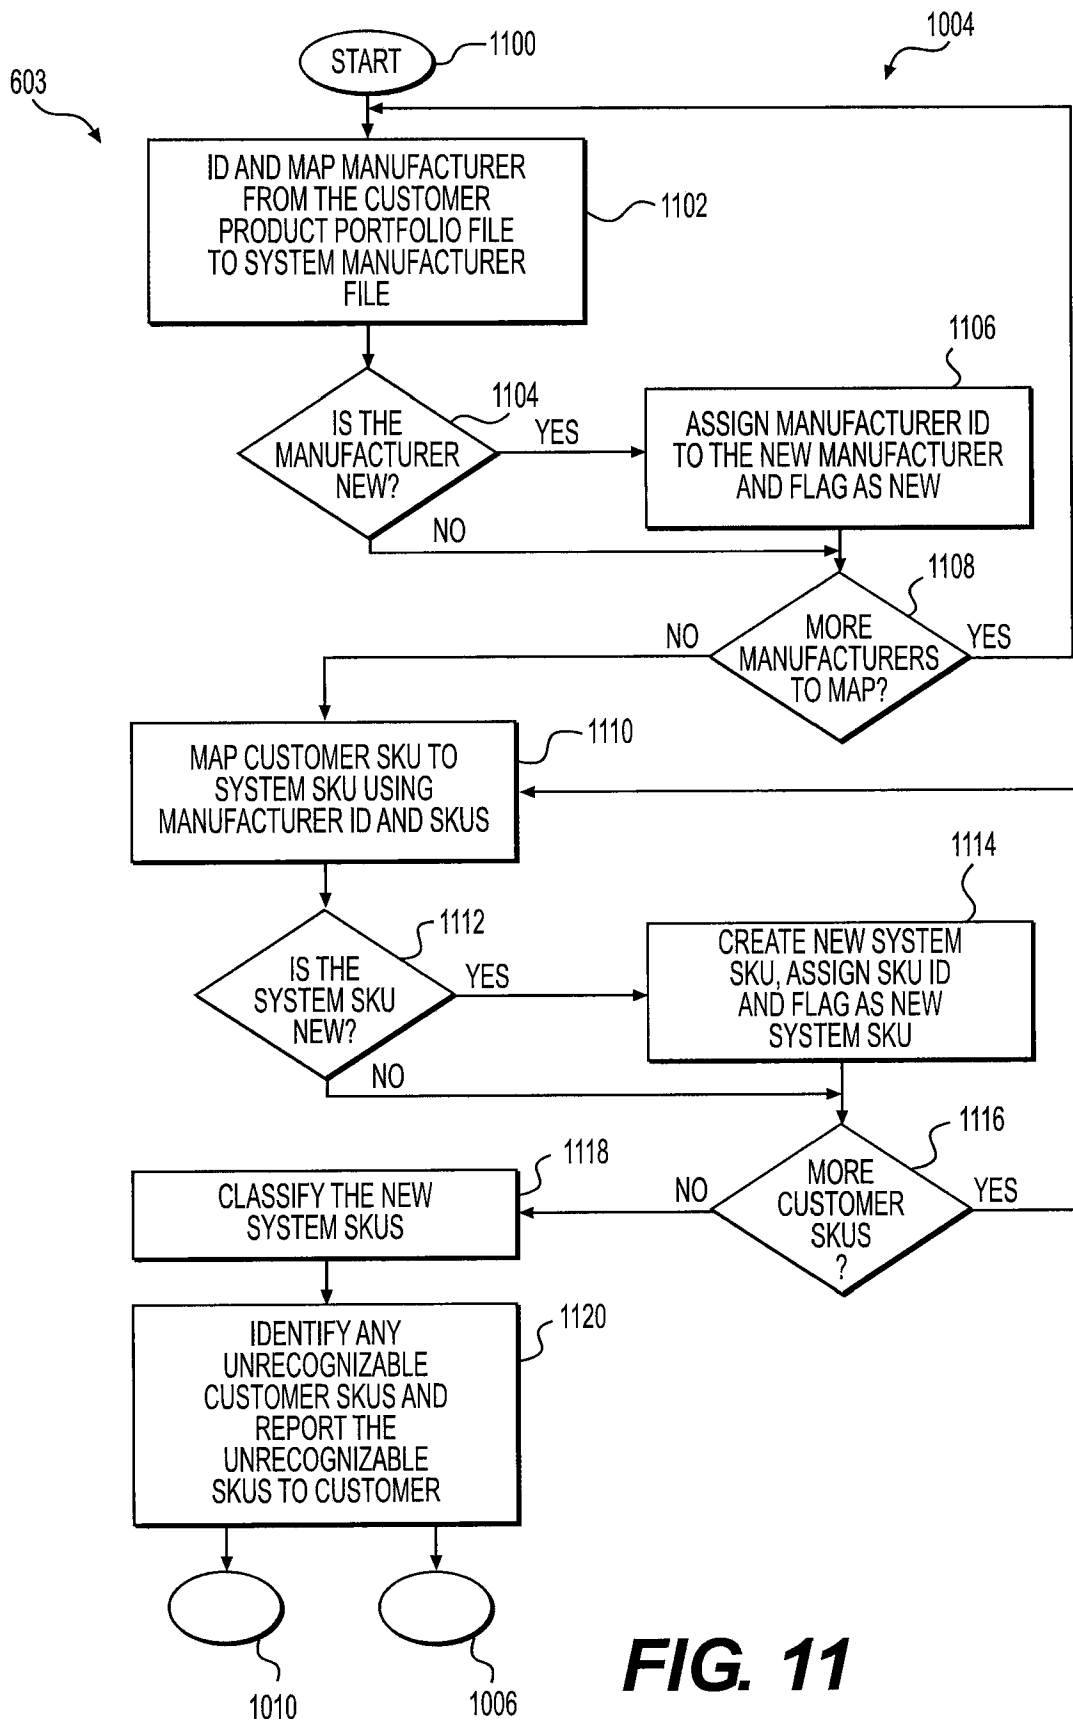 1004
START
1100
603
ID AND MAP MANUFACTURER
FROM THE CUSTOMER
PRODUCT PORTFOLIO FILE
TO SYSTEM MANUFACTURER
FILE
1102
1106
1104
IS THE
MANUFACTURER
NEW?
YES
NO
ASSIGN MANUFACTURER ID
TO THE NEW MANUFACTURER
AND FLAG AS NEW
1108
NO
MORE
MANUFACTURERS
TO MAP?
YES
1110
MAP CUSTOMER SKU TO
SYSTEM SKU USING
MANUFACTURER ID AND SKUS
1114
1112
IS THE
SYSTEM SKU
NEW?
YES
NO
CREATE NEW SYSTEM
SKU, ASSIGN SKU ID
AND FLAG AS NEW
SYSTEM SKU
1116
NO
MORE
CUSTOMER
SKUS
?
YES
1118
CLASSIFY THE NEW
SYSTEM SKUS
1120
IDENTIFY ANY
UNRECOGNIZABLE
CUSTOMER SKUS AND
REPORT THE
UNRECOGNIZABLE
SKUS TO CUSTOMER
1010
1006
FIG. 11